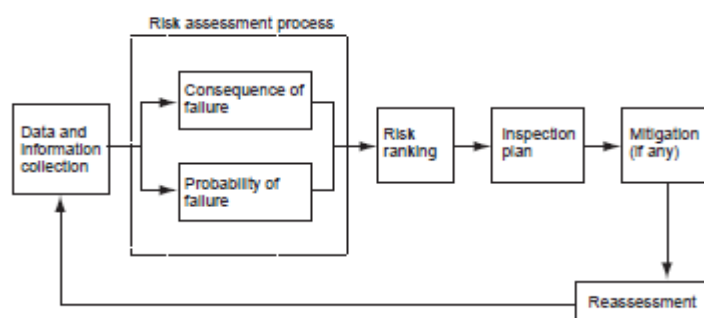 Risk assessment process
Consequence of
failure
Data and
information
collection
Probability of
failure
Risk
ranking
Inspection
plan
Mitigation
(if any)
Reassessment